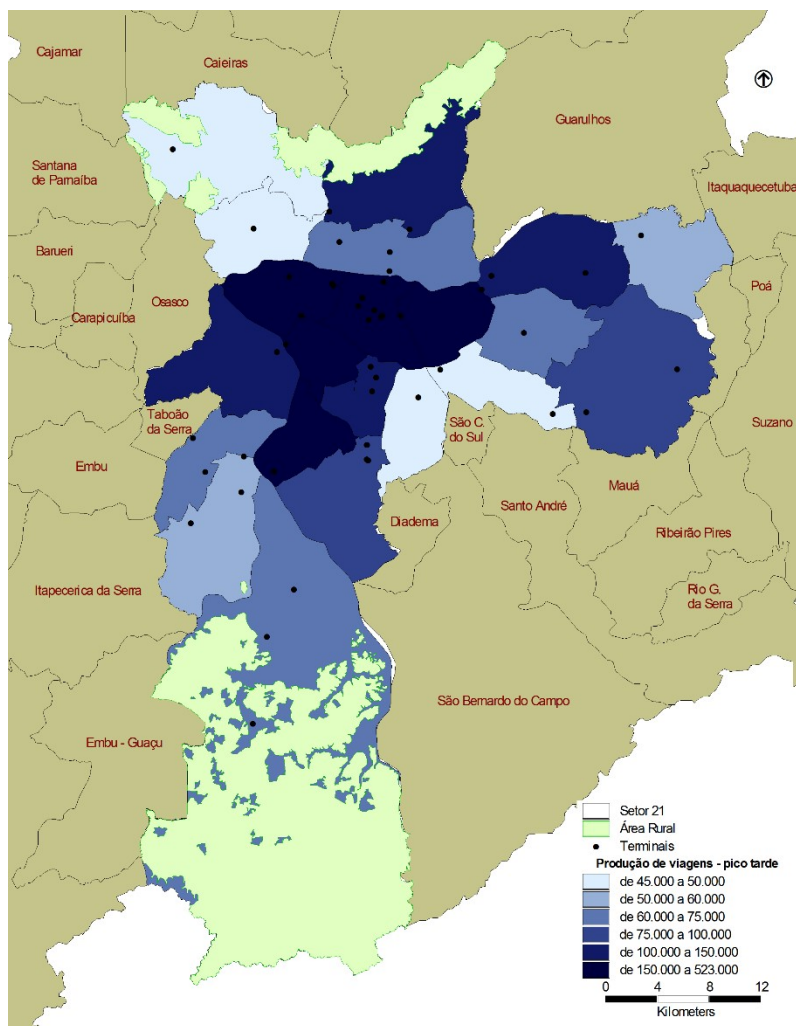 Cajamar
Caieiras
Guarulhos
Santana
de Parnaíba
Itaquaquecetuba
Barueri
Poá
Osasco
Carapicuíba
Taboão
da Serra
São C.
do Sul
Suzano
Embu
Mauá
Santo André
Diadema
Ribeirão Pires
Itapecerica da Serra
Rio G.
da Serra
São Bernardo do Campo
Embu - Guaçu
Setor 21
Área Rural
Terminais
Produção de viagens - pico tarde
de 45.000 a 50.000
de 50.000 a 60.000
de 60.000 a 75.000
de 75.000 a 100.000
de 100.000 a 150.000
de 150.000 a 523.000
0 4 8 12
Kilometers